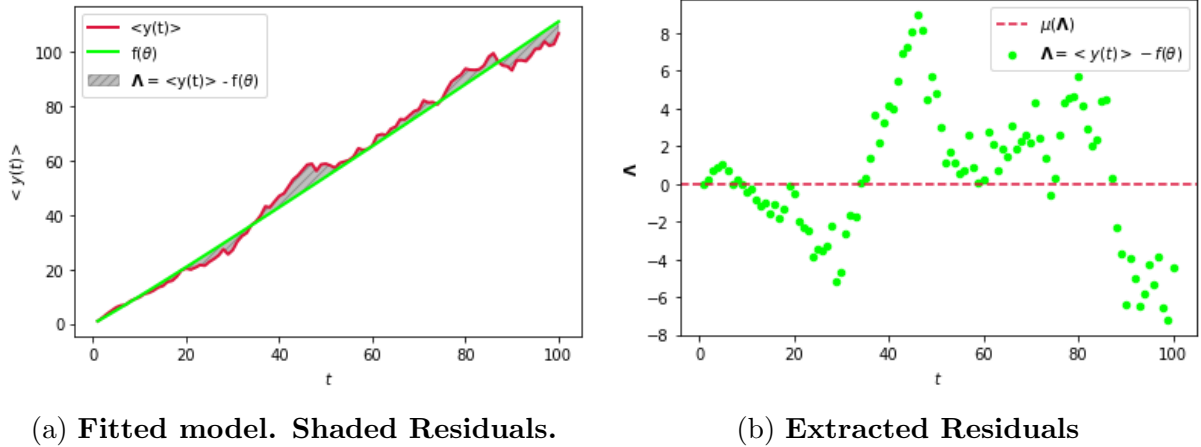 <y(t)>
f(θ)
Λ = <y(t)> - f(θ)
100
80
60
40
20
0
< y(t) >
0 20 40 60 80 100
t
μ(Λ)
Λ = < y(t) > − f(θ)
8
6
4
2
0
−2
−4
−6
−8
Λ
0 20 40 60 80 100
t
(a) Fitted model. Shaded Residuals.
(b) Extracted Residuals